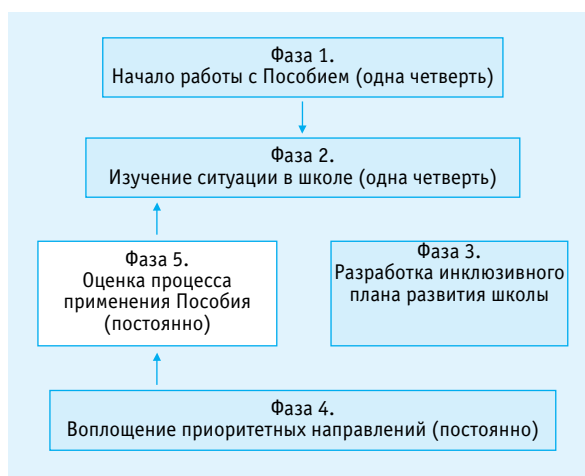 Фаза 1.
Начало работы с Пособием (одна четверть)
Фаза 2.
Изучение ситуации в школе (одна четверть)
Фаза 5.
Оценка процесса
применения Пособия
(постоянно)
Фаза 3.
Разработка инклюзивного
плана развития школы
Фаза 4.
Воплощение приоритетных направлений (постоянно)